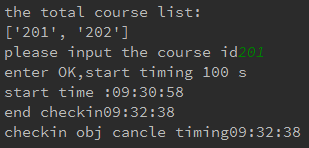 the total course list:
['201', '202']
please input the course id201
enter OK,start timing 100 s
start time :09:30:58
end checkin09:32:38
checkin obj cancle timing09:32:38